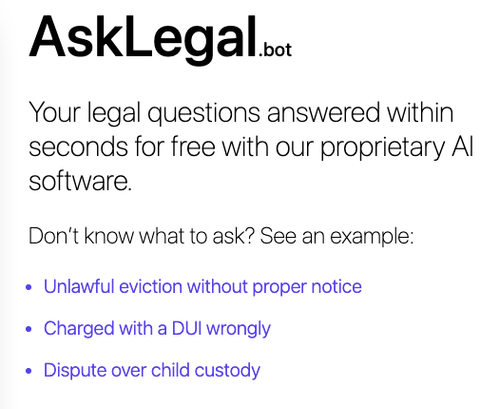 AskLegal.bot
Your legal questions answered within
seconds for free with our proprietary AI
software.
Don’t know what to ask? See an example:
• Unlawful eviction without proper notice
• Charged with a DUI wrongly
• Dispute over child custody